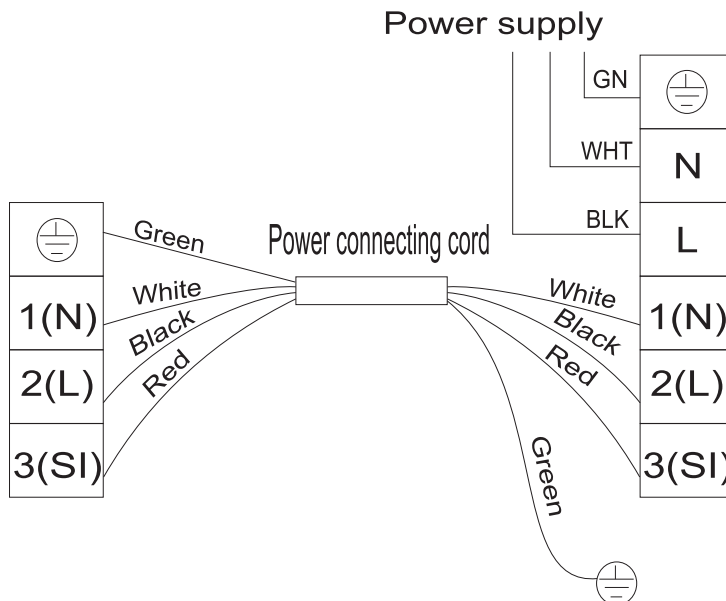 Power supply
GN
WHT
N
BLK
L
Green
Power connecting cord
White
Black
Red
1(N)
2(L)
3(SI)
White
Black
Red
Green
1(N)
2(L)
3(SI)